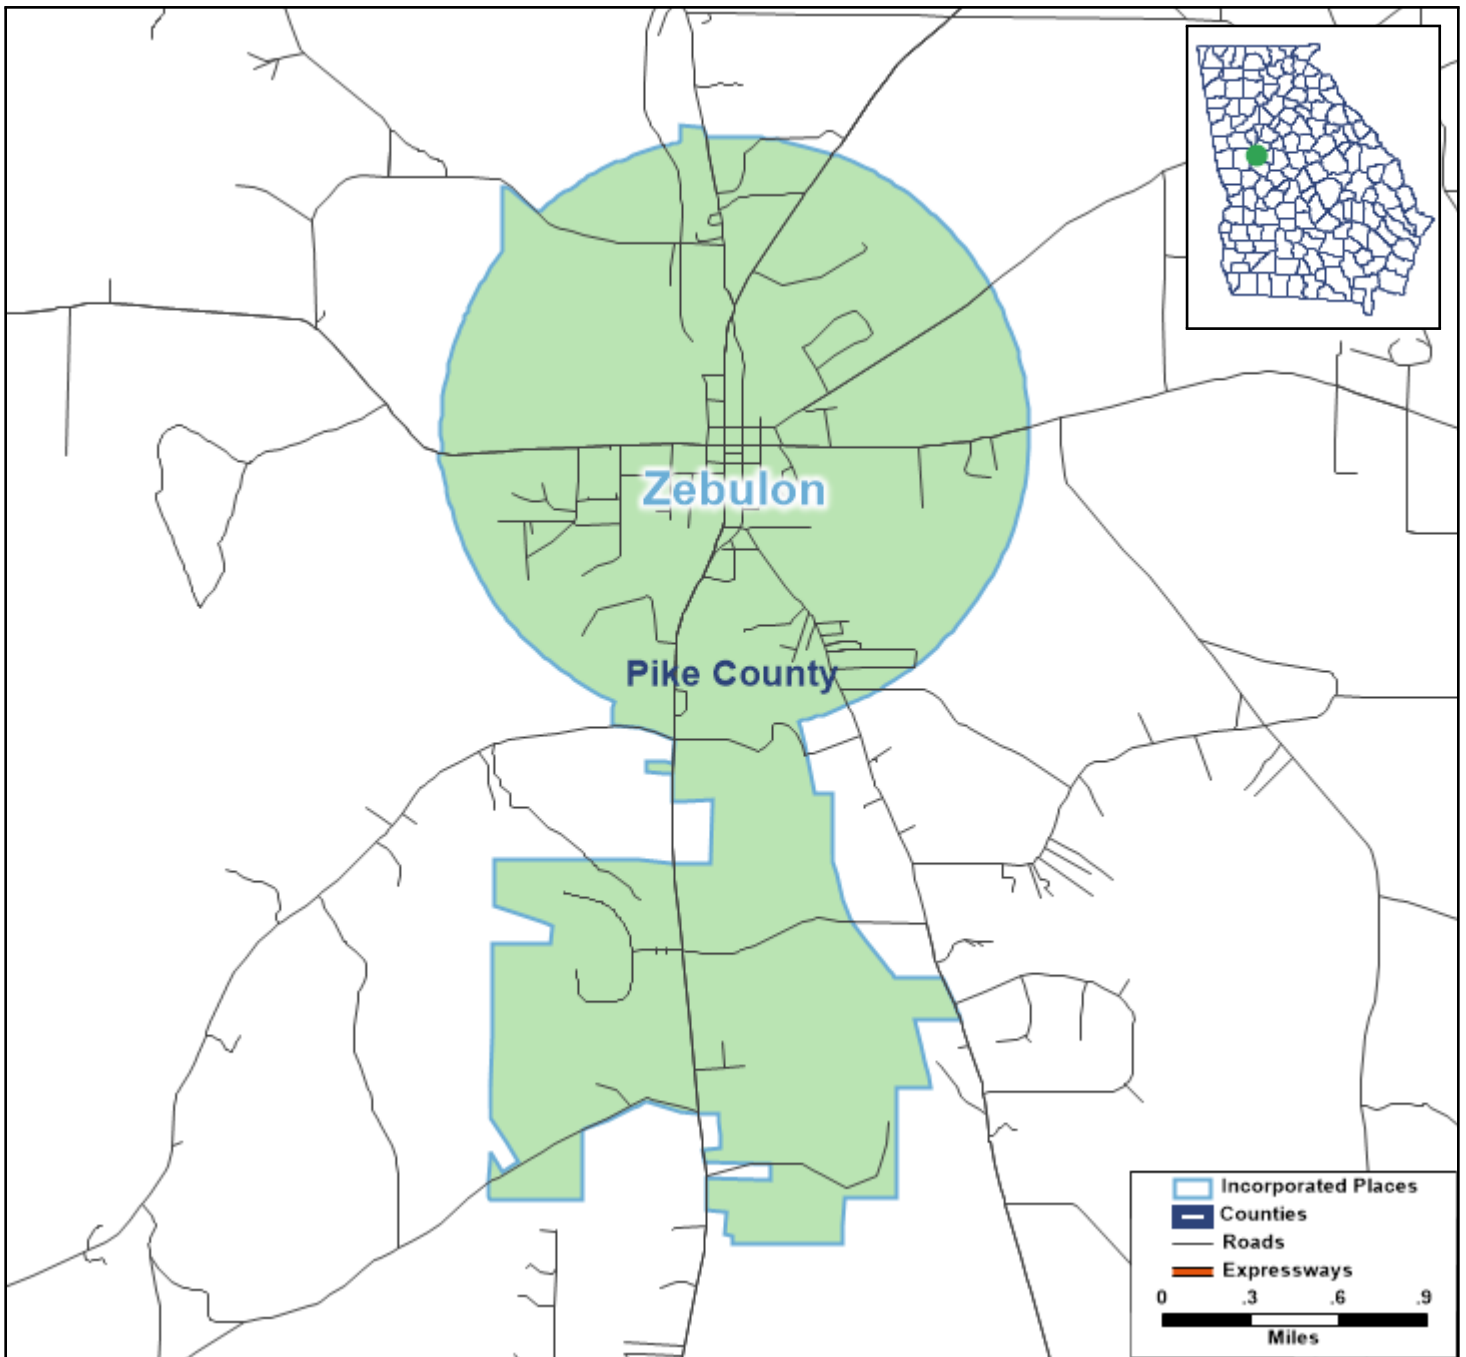 Zebulon
Pike County
Incorporated Places
Counties
Roads
Expressways
0 .3 .6 .9
Miles